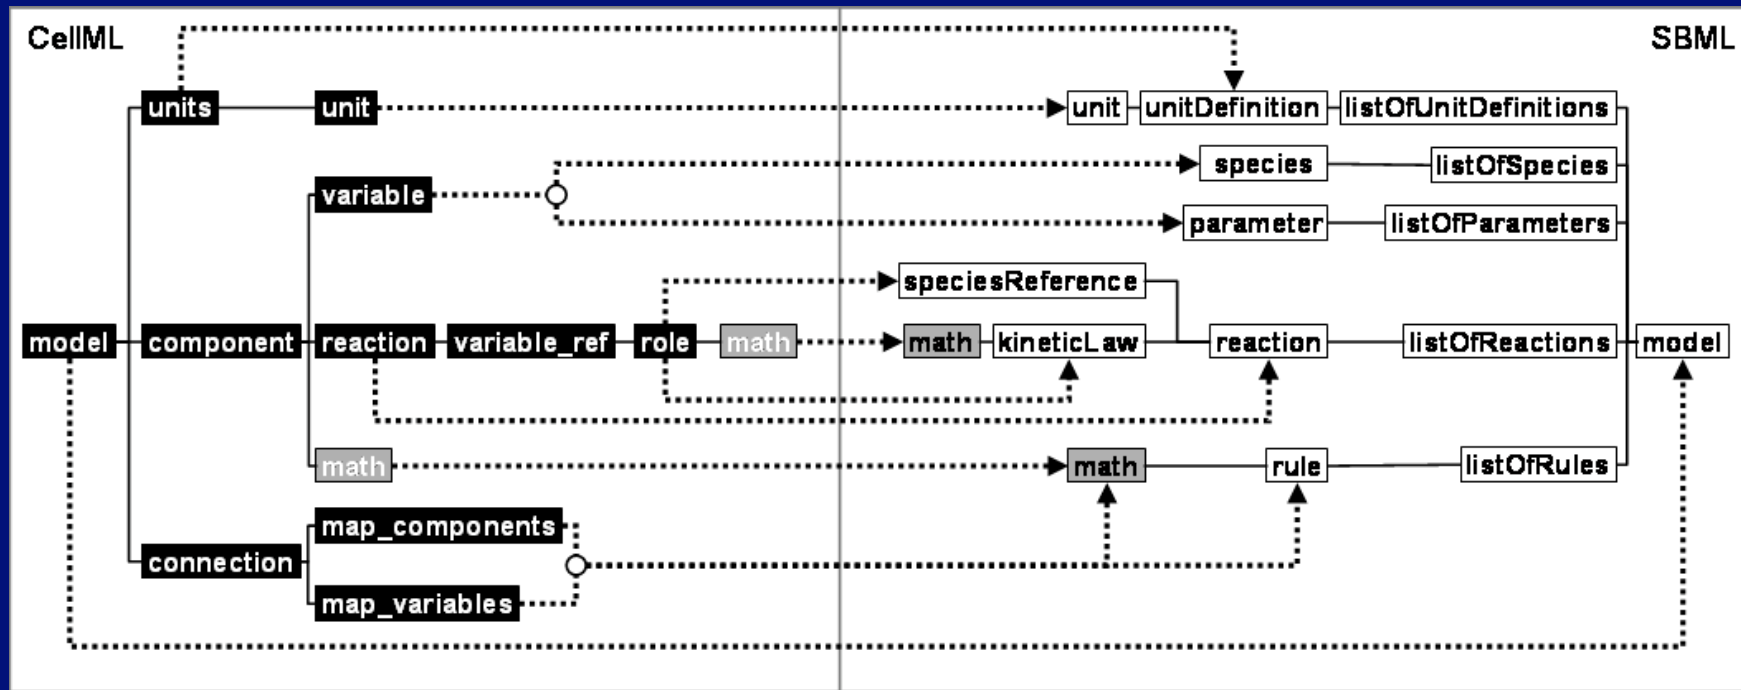 CellML SBML
units unit unit unitDefinition listOfUnitDefinitions
species listOfSpecies
variable
parameter listOfParameters
speciesReference
model component reaction variable_ref role math math kineticLaw reaction listOfReactions model
math math rule listOfRules
map_components
connection
map_variables